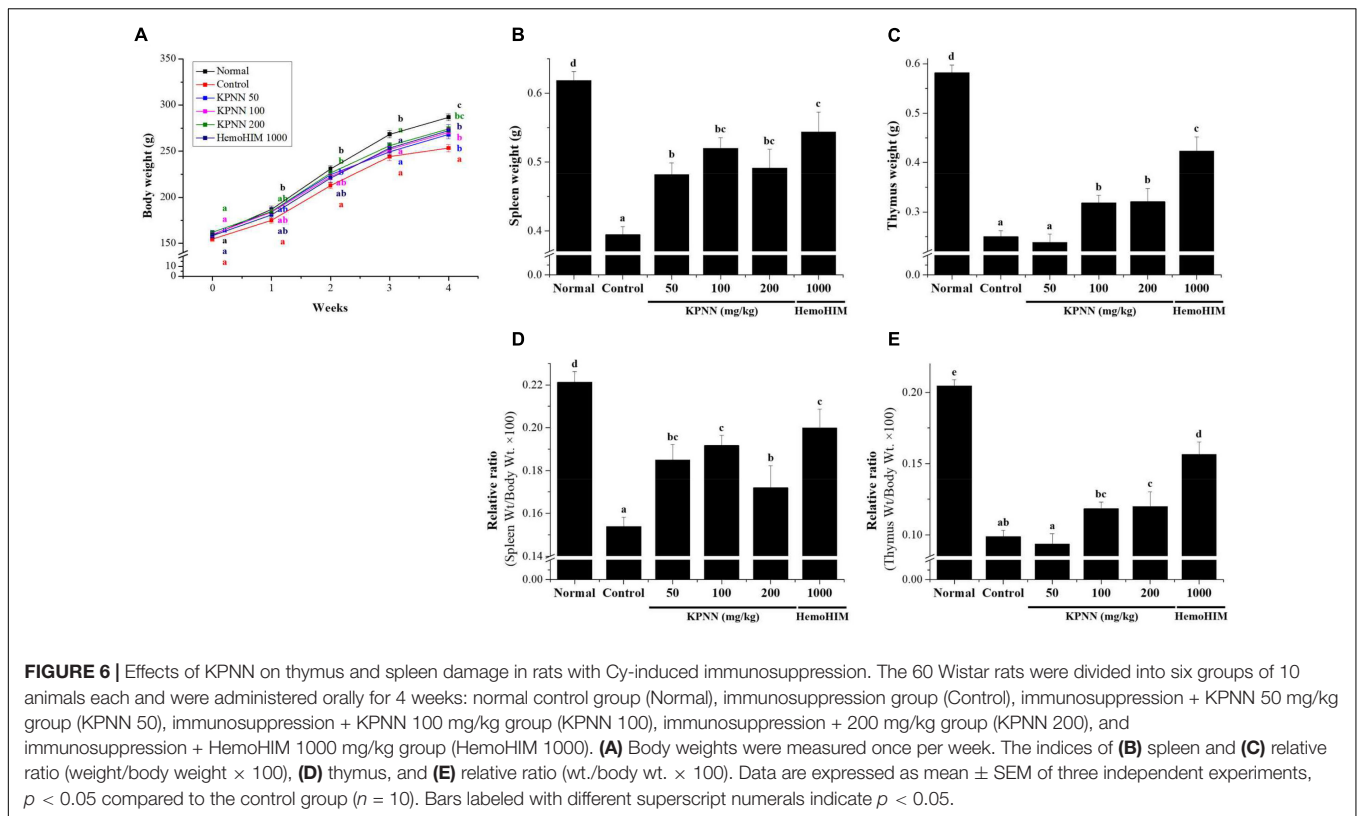 A
Body weight (g)
350
300
250
200
150
10
0
Normal
Control
KPNN 50
KPNN 100
KPNN 200
HemoHIM 1000
a
a
a
a
a
a
b
ab
ab
ab
ab
a
b
b
b
ab
ab
a
b
a
a
a
a
a
c
bc
b
b
b
a
0 1 2 3 4
Weeks
B
Spleen weight (g)
0.6
0.5
0.4
0.0
d
a
b
bc
b
c
Normal Control 50 100 200 1000
KPNN (mg/kg) HemoHIM
C
Thymus weight (g)
0.6
0.4
0.3
0.0
d
a
a
b
b
c
Normal Control 50 100 200 1000
KPNN (mg/kg) HemoHIM
D
Relative ratio
(Spleen Wt/Body Wt. ×100)
0.22
0.20
0.18
0.16
0.14
0.00
d
a
bc
c
b
c
Normal Control 50 100 200 1000
KPNN (mg/kg) HemoHIM
E
Relative ratio
(Thymus Wt/Body Wt. ×100)
0.20
0.15
0.10
0.00
e
ab
a
bc
c
d
Normal Control 50 100 200 1000
KPNN (mg/kg) HemoHIM
FIGURE 6 | Effects of KPNN on thymus and spleen damage in rats with Cy-induced immunosuppression. The 60 Wistar rats were divided into six groups of 10
animals each and were administered orally for 4 weeks: normal control group (Normal), immunosuppression group (Control), immunosuppression + KPNN 50 mg/kg
group (KPNN 50), immunosuppression + KPNN 100 mg/kg group (KPNN 100), immunosuppression + 200 mg/kg group (KPNN 200), and
immunosuppression + HemoHIM 1000 mg/kg group (HemoHIM 1000). (A) Body weights were measured once per week. The indices of (B) spleen and (C) relative
ratio (weight/body weight × 100), (D) thymus, and (E) relative ratio (wt./body wt. × 100). Data are expressed as mean ± SEM of three independent experiments,
p < 0.05 compared to the control group (n = 10). Bars labeled with different superscript numerals indicate p < 0.05.